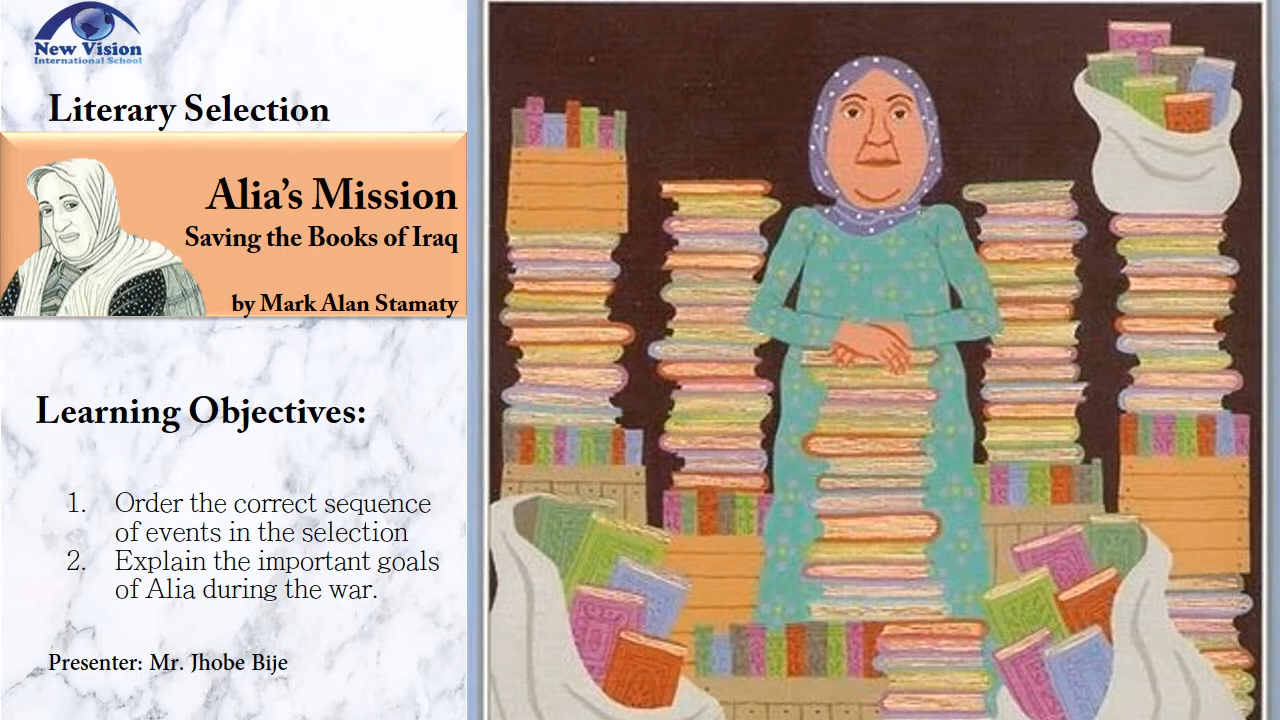 New Vision
International School
Literary Selection
Alia's Mission
Saving the Books of Iraq
by Mark Alan Stamaty
Learning Objectives:
1. Order the correct sequence
of events in the selection
2. Explain the important goals
of Alia during the war.
Presenter: Mr. Jhobe Bije